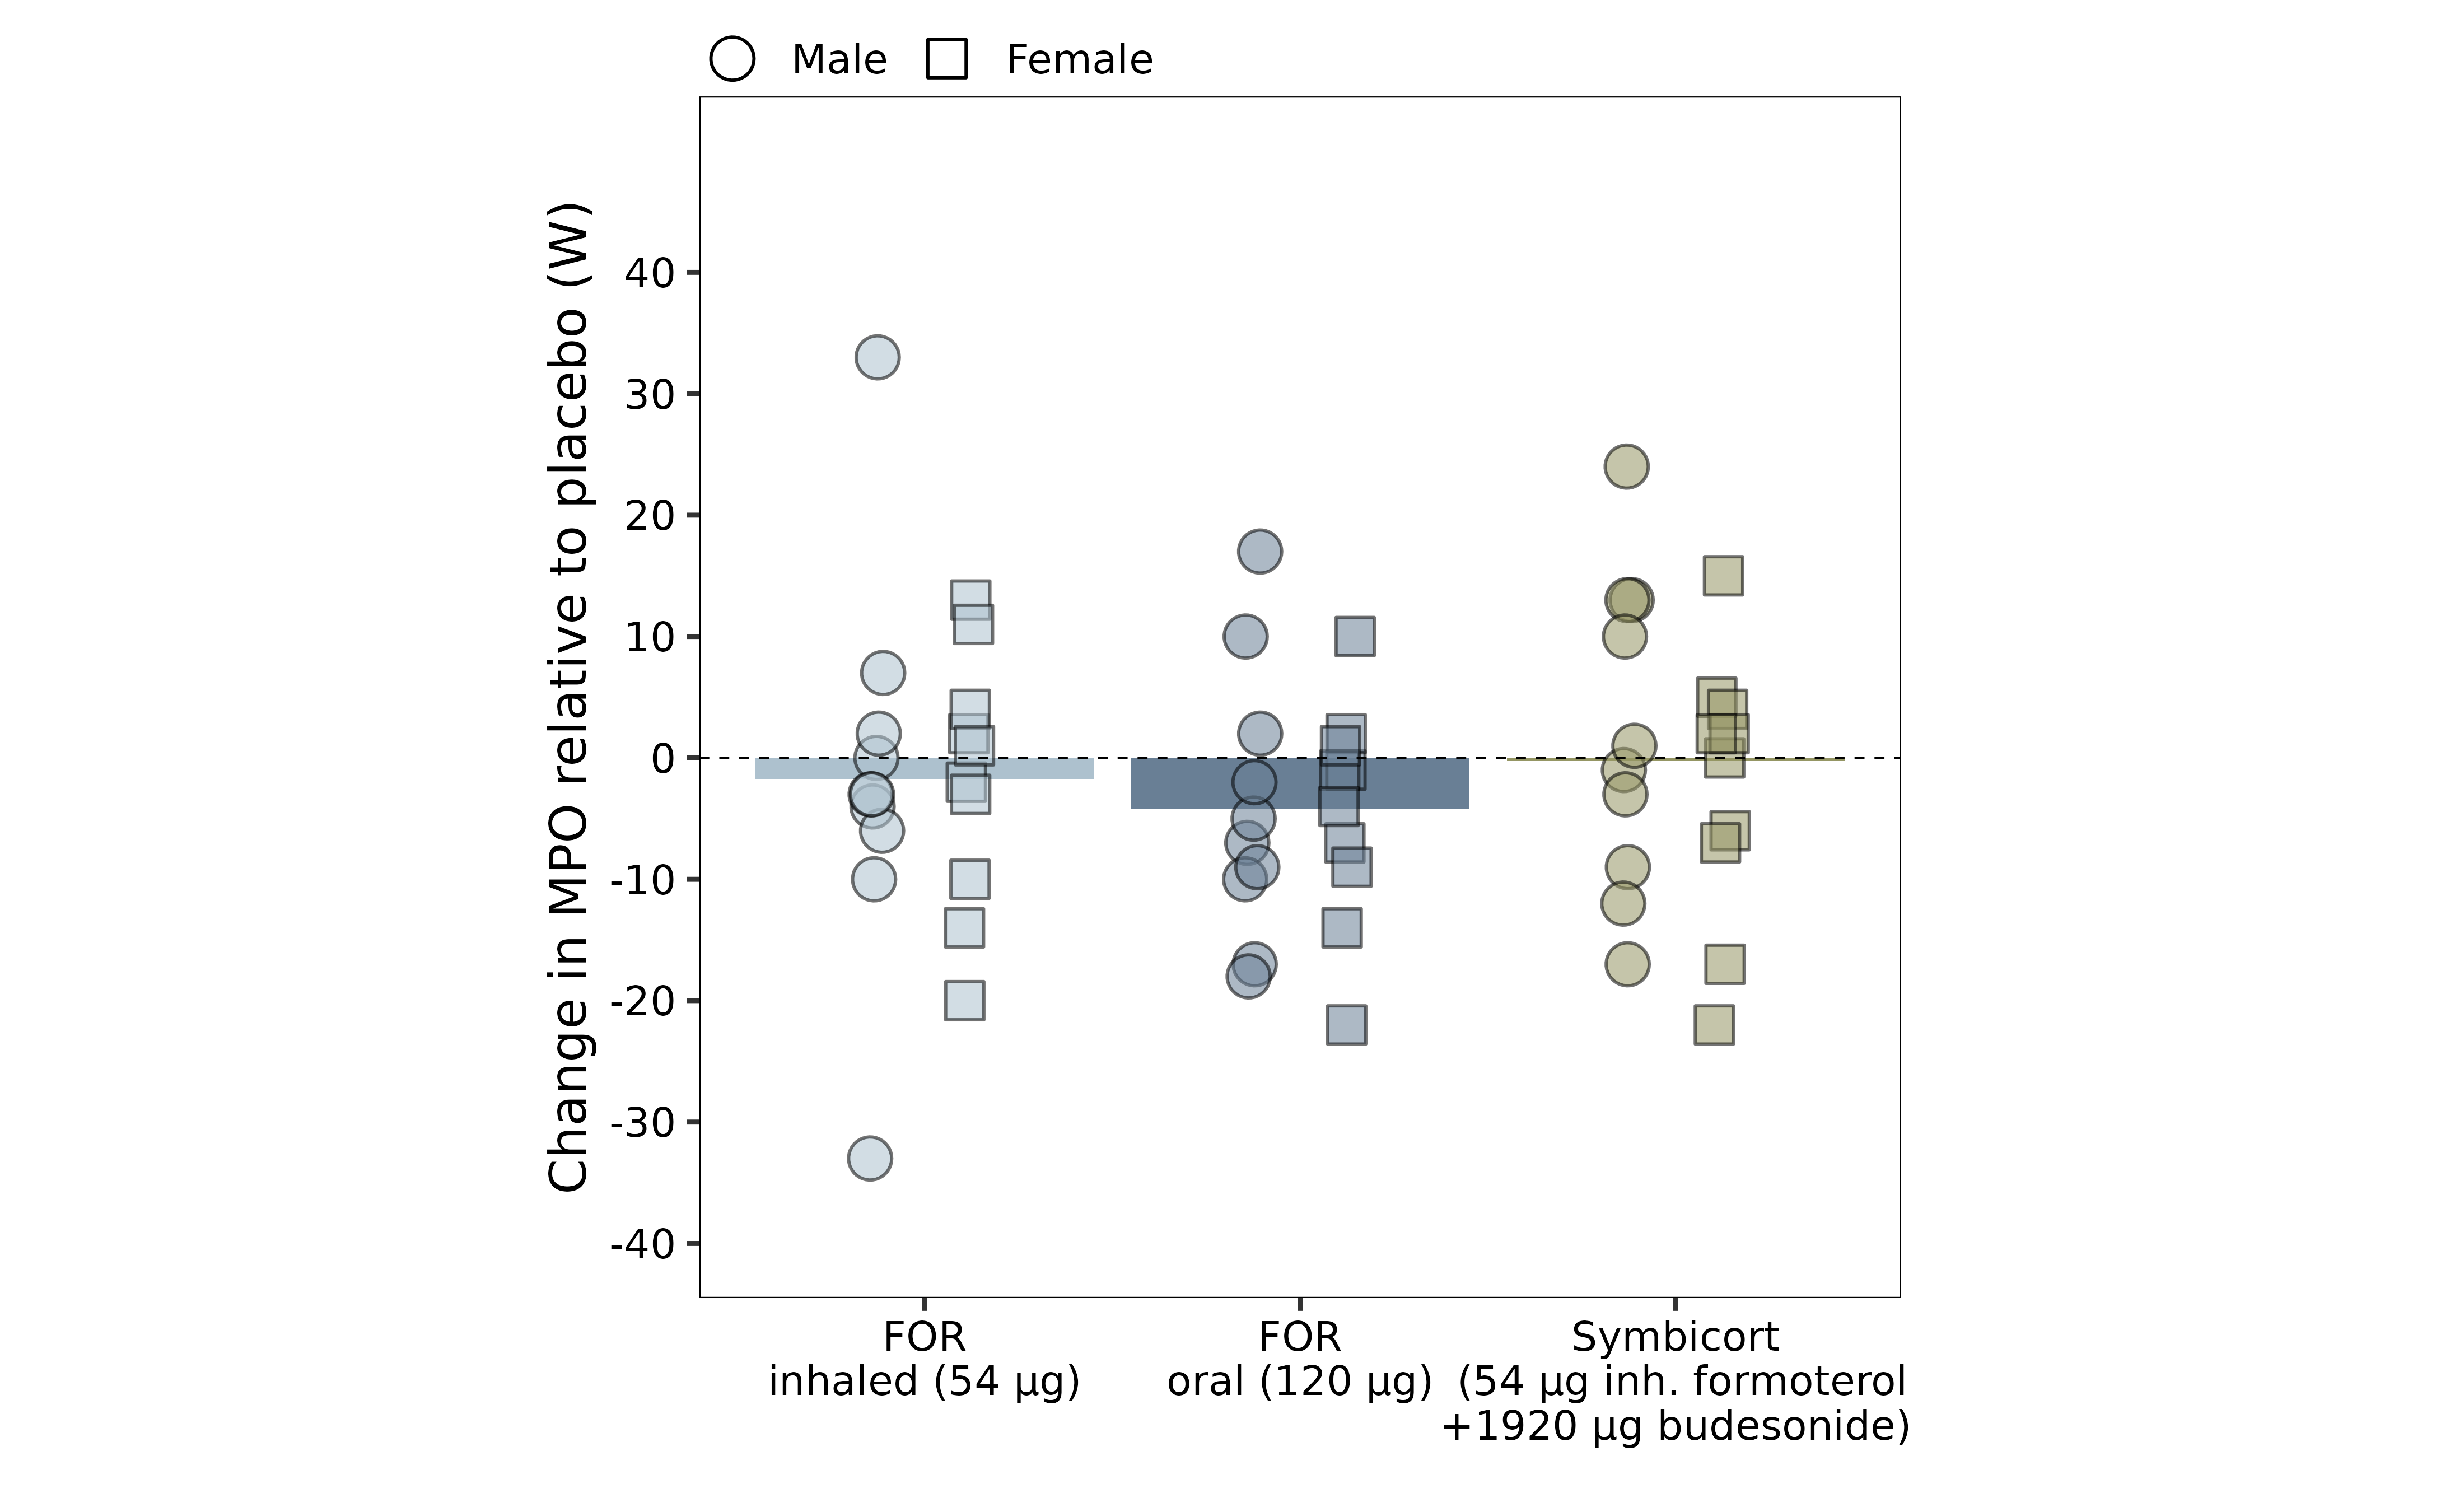 Male Female
Change in MPO relative to placebo (W)
40
30
20
10
0
-10
-20
-30
-40
FOR
inhaled (54 µg)
FOR
oral (120 µg)
Symbicort
(54 µg inh. formoterol
+1920 µg budesonide)